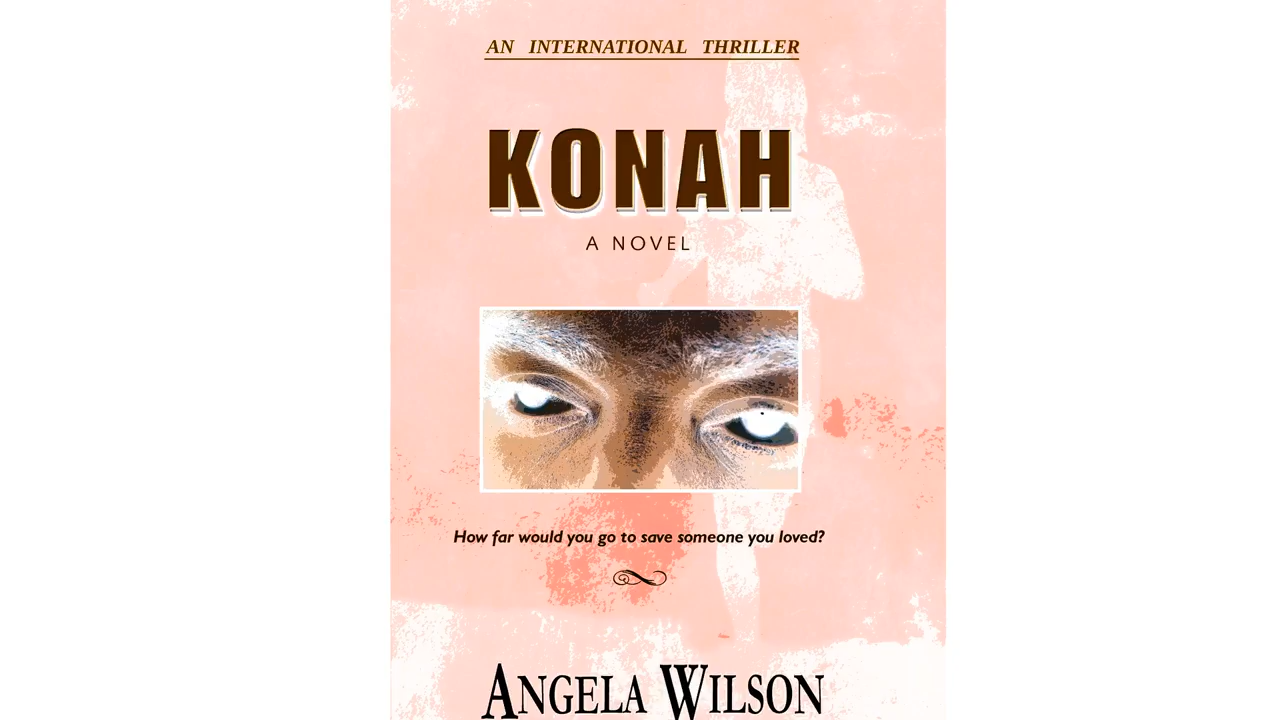 AN INTERNATIONAL THRILLER
KONAH
A NOVEL
How far would you go to save someone you loved?
ANGELA WILSON